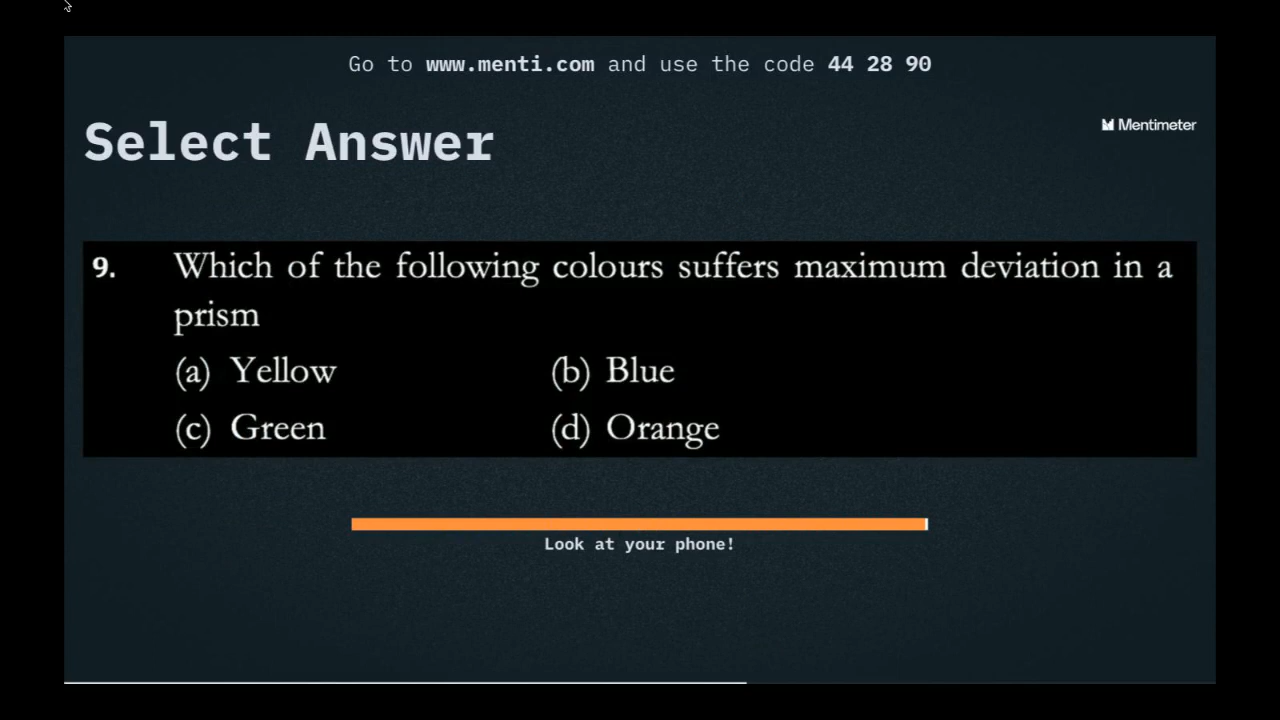 Go to www.menti.com and use the code 44 28 90
Mentimeter
Select Answer
9. Which of the following colours suffers maximum deviation in a
prism
(a) Yellow (b) Blue
(c) Green (d) Orange
Look at your phone!